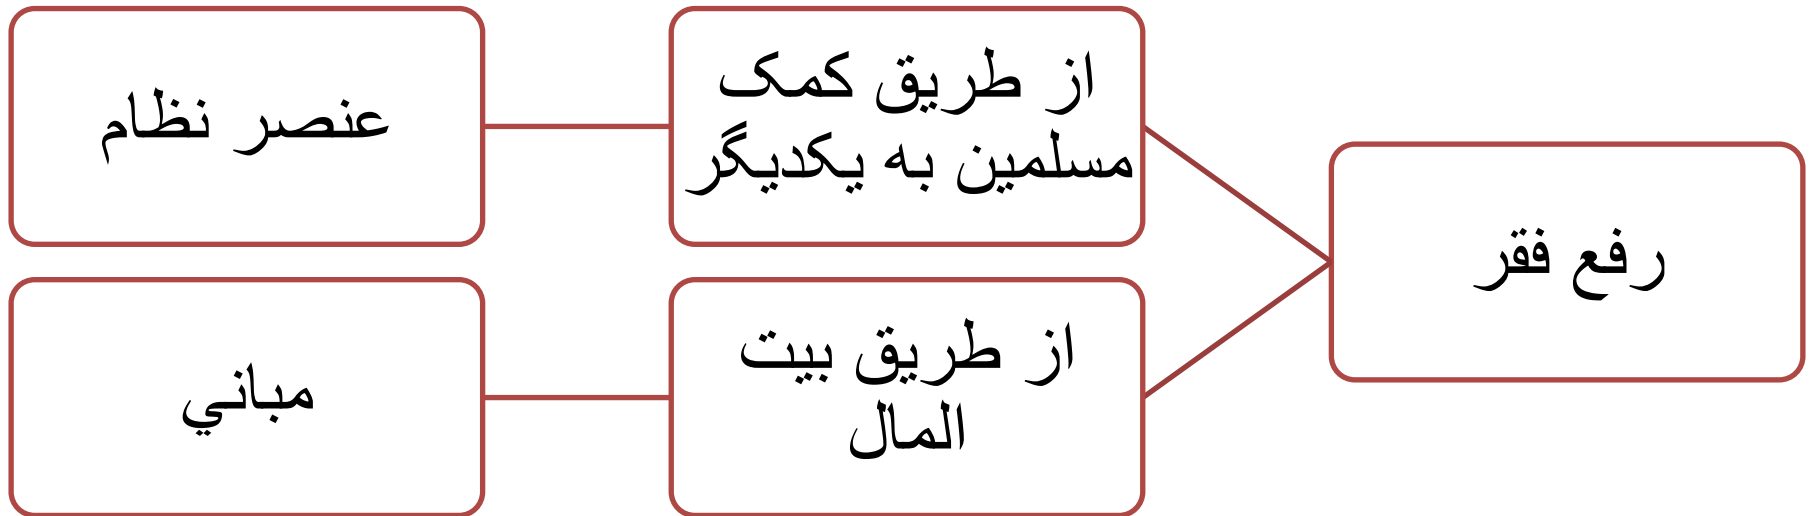 رفع فقر
از طریق کمک
مسلمین به یکدیگر
عنصر نظام
از طریق بیت
المال
مباني